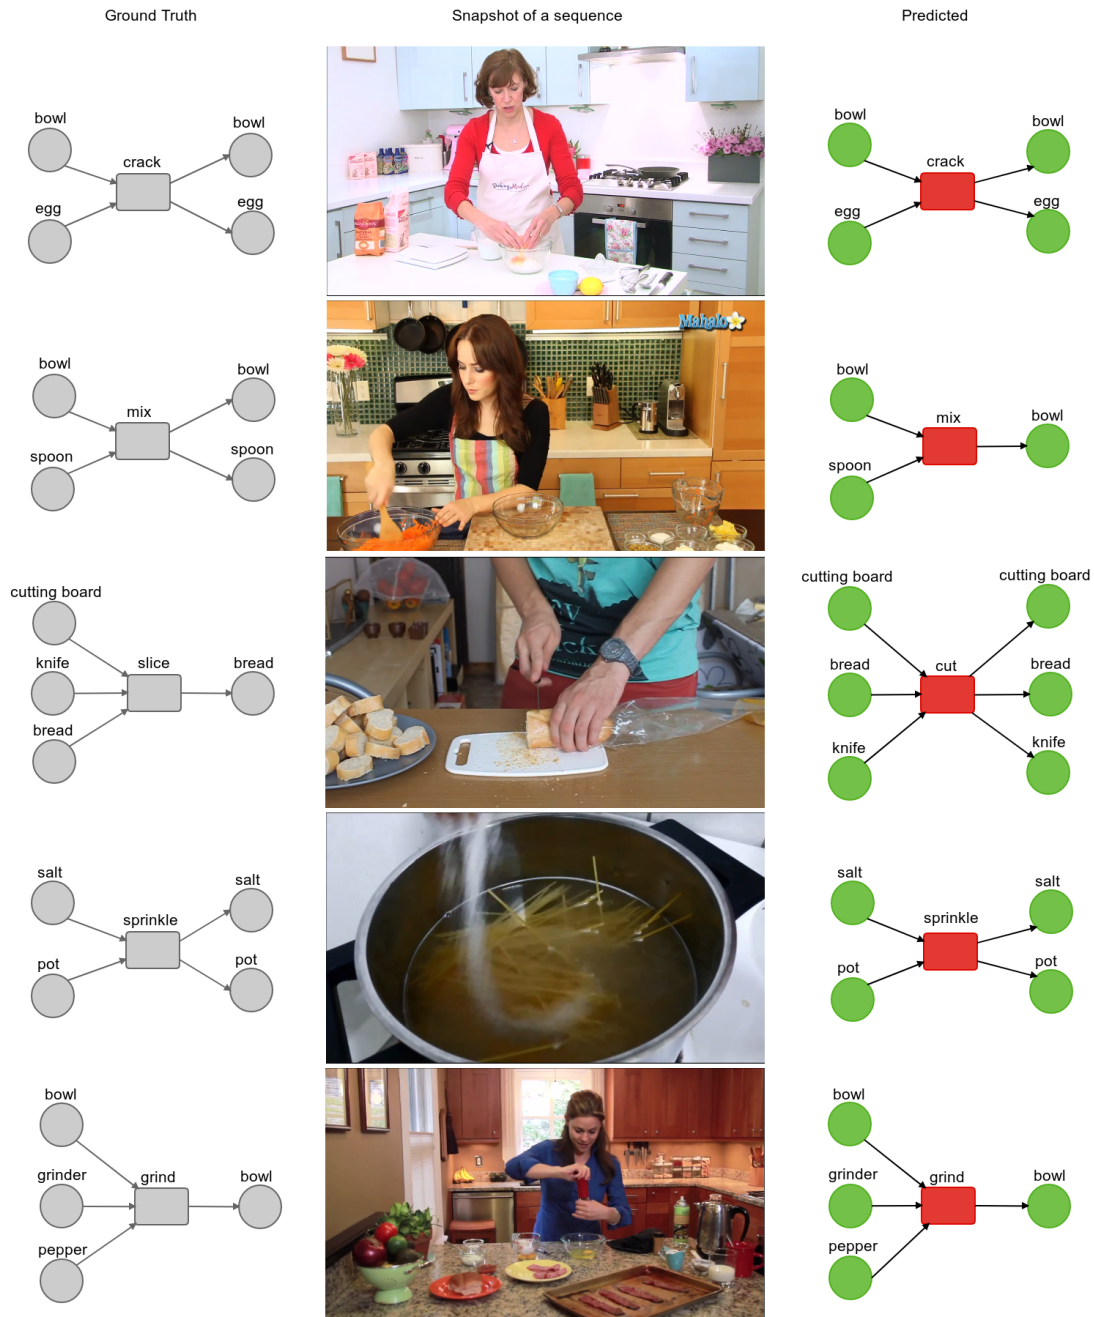 Ground Truth
Snapshot of a sequence
Predicted
bowl
bowl
crack
egg
egg
bowl
bowl
crack
egg
egg
bowl
bowl
mix
spoon
spoon
Mahalo
bowl
bowl
mix
spoon
cutting board
knife
slice
bread
bread
cutting board
cutting board
bread
cut
bread
knife
knife
salt
salt
sprinkle
pot
pot
salt
salt
sprinkle
pot
pot
bowl
grinder
grind
bowl
pepper
bowl
grinder
grind
bowl
pepper